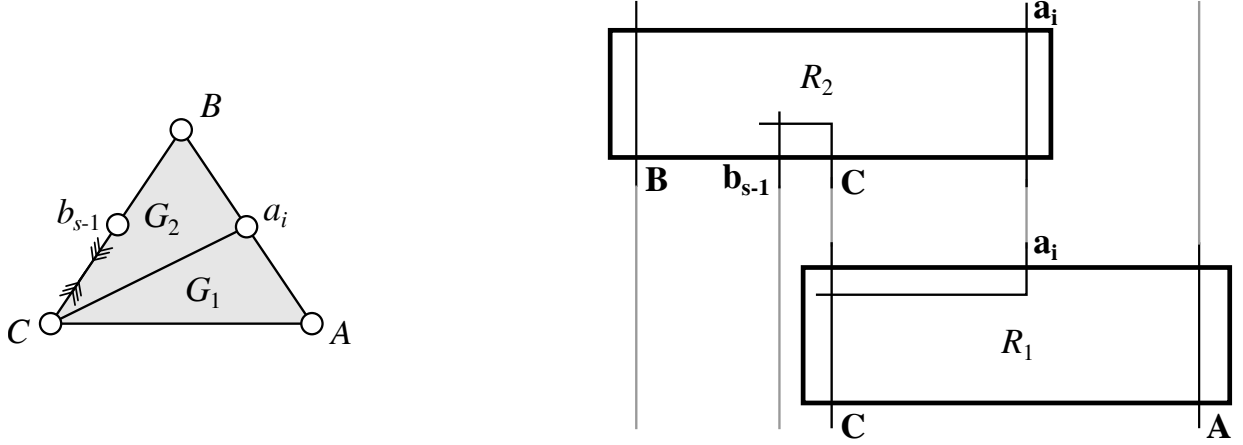 B
b_{s-1} G_2 a_i
G_1
C A
a_i
R_2
B b_{s-1} C
a_i
R_1
C A